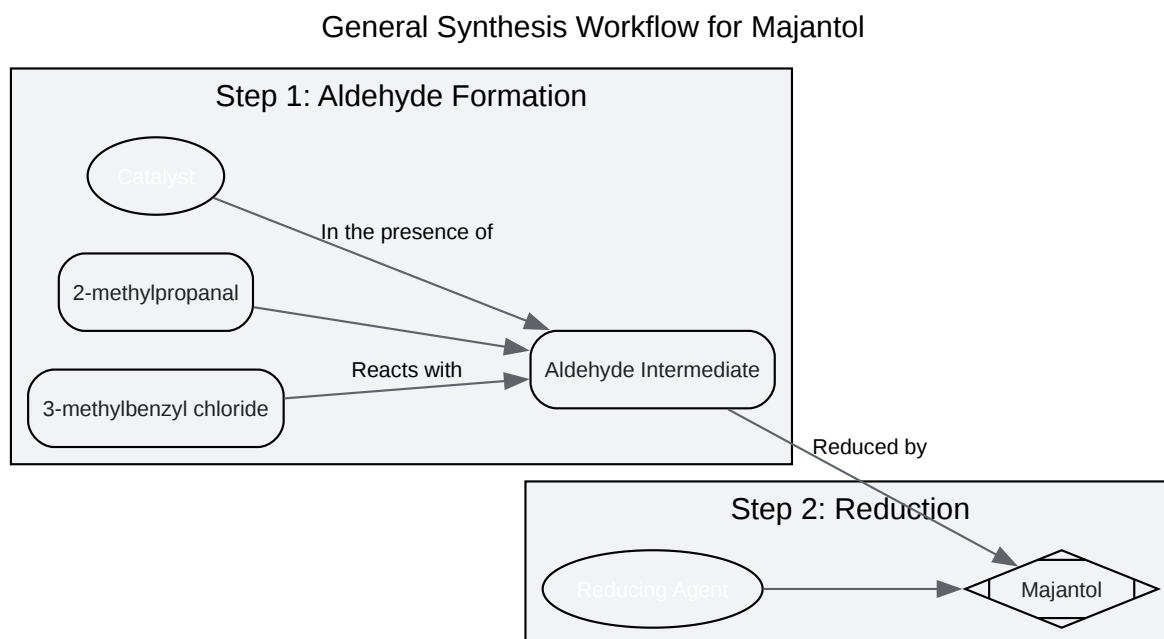 General Synthesis Workflow for Majantol
Step 1: Aldehyde Formation
Catalyst
In the presence of
2-methylpropanal
Reacts with
Aldehyde Intermediate
3-methylbenzyl chloride
Reduced by
Step 2: Reduction
Reducing Agent
Majantol